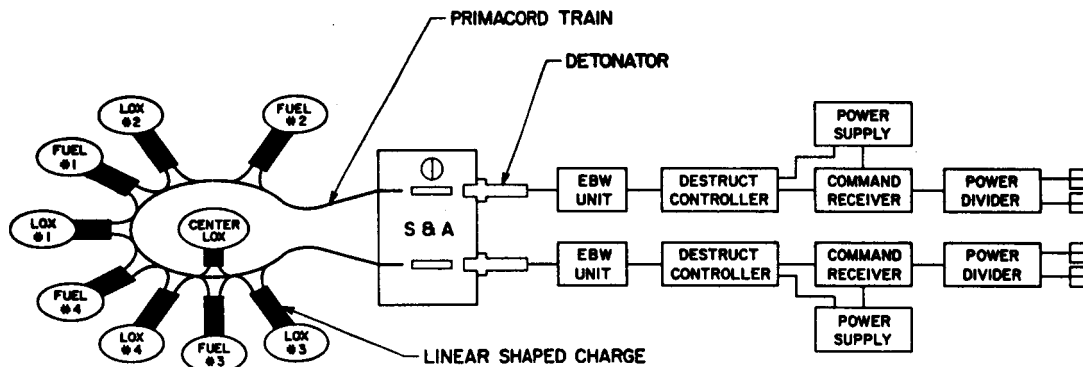 PRIMACORD TRAIN
DETONATOR
LOX
#2
FUEL
#2
FUEL
#1
LOX
#1
CENTER
LOX
FUEL
#4
LOX
#4
FUEL
#3
LOX
#3
LINEAR SHAPED CHARGE
S & A
POWER
SUPPLY
EBW
UNIT
DESTRUCT
CONTROLLER
COMMAND
RECEIVER
POWER
DIVIDER
EBW
UNIT
DESTRUCT
CONTROLLER
COMMAND
RECEIVER
POWER
DIVIDER
POWER
SUPPLY